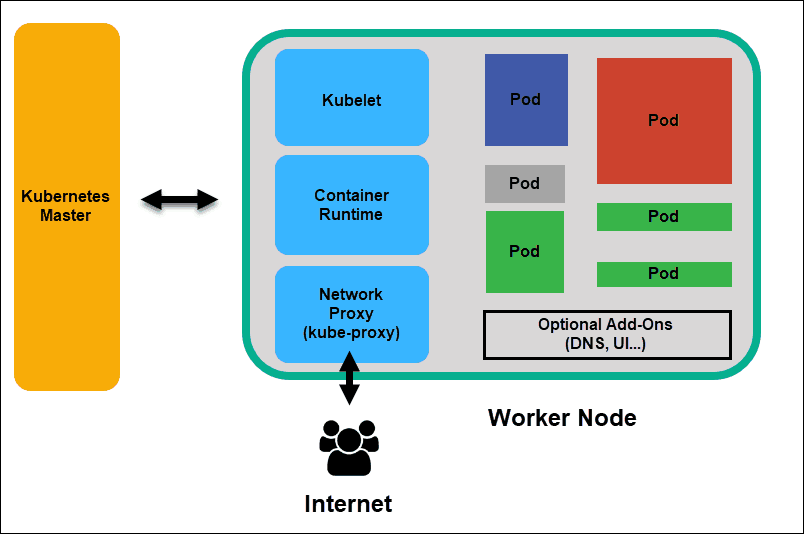 Kubernetes
Master
Kubelet
Container
Runtime
Network
Proxy
(kube-proxy)
Pod
Pod
Pod
Pod
Pod
Pod
Optional Add-Ons
(DNS, UI...)
Worker Node
Internet